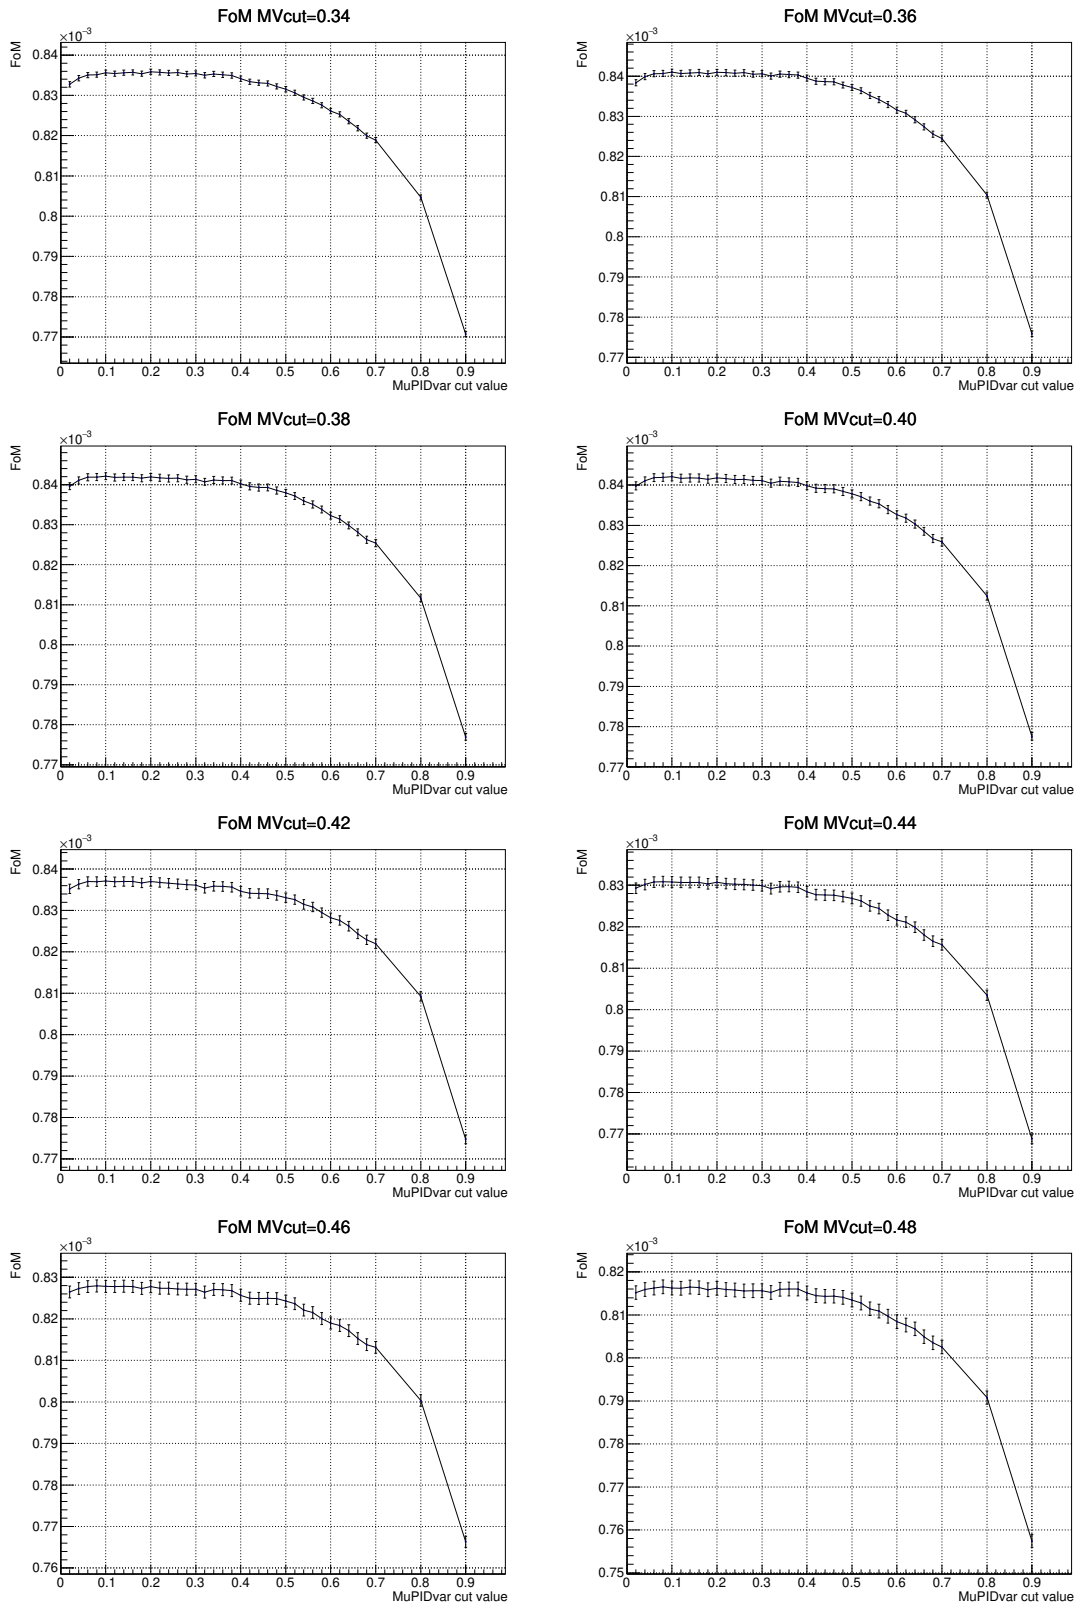 FoM MVcut=0.34
×10⁻³
FoM
0.84
0.83
0.82
0.81
0.8
0.79
0.78
0.77
0 0.1 0.2 0.3 0.4 0.5 0.6 0.7 0.8 0.9
MuPIDvar cut value
FoM MVcut=0.36
×10⁻³
FoM
0.84
0.83
0.82
0.81
0.8
0.79
0.78
0.77
0 0.1 0.2 0.3 0.4 0.5 0.6 0.7 0.8 0.9
MuPIDvar cut value
FoM MVcut=0.38
×10⁻³
FoM
0.84
0.83
0.82
0.81
0.8
0.79
0.78
0.77
0 0.1 0.2 0.3 0.4 0.5 0.6 0.7 0.8 0.9
MuPIDvar cut value
FoM MVcut=0.40
×10⁻³
FoM
0.84
0.83
0.82
0.81
0.8
0.79
0.78
0.77
0 0.1 0.2 0.3 0.4 0.5 0.6 0.7 0.8 0.9
MuPIDvar cut value
FoM MVcut=0.42
×10⁻³
FoM
0.84
0.83
0.82
0.81
0.8
0.79
0.78
0.77
0 0.1 0.2 0.3 0.4 0.5 0.6 0.7 0.8 0.9
MuPIDvar cut value
FoM MVcut=0.44
×10⁻³
FoM
0.83
0.82
0.81
0.8
0.79
0.78
0.77
0 0.1 0.2 0.3 0.4 0.5 0.6 0.7 0.8 0.9
MuPIDvar cut value
FoM MVcut=0.46
×10⁻³
FoM
0.83
0.82
0.81
0.8
0.79
0.78
0.77
0.76
0 0.1 0.2 0.3 0.4 0.5 0.6 0.7 0.8 0.9
MuPIDvar cut value
FoM MVcut=0.48
×10⁻³
FoM
0.82
0.81
0.8
0.79
0.78
0.77
0.76
0.75
0 0.1 0.2 0.3 0.4 0.5 0.6 0.7 0.8 0.9
MuPIDvar cut value